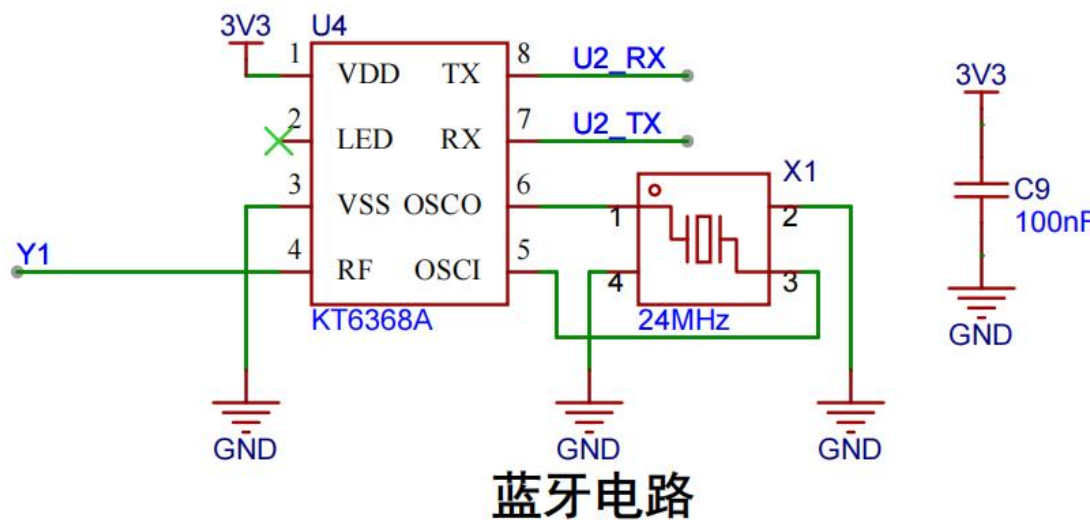 3V3 U4
1 VDD TX 8 U2_RX
2 LED RX 7 U2_TX
3 VSS OSCO 6
4 RF OSCI 5
Y1
KT6368A
GND
X1
1 2
4 3
24MHz
GND
GND
3V3
C9
100nF
GND
蓝牙电路